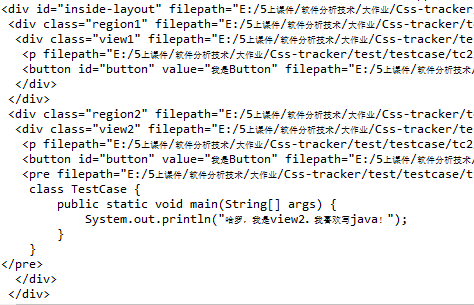 <div id="inside-layout" filepath="E:/5上课件/软件分析技术/大作业/Css-tracker
<div class="region1" filepath="E:/5上课件/软件分析技术/大作业/Css-tracker/t
<div class="view1" filepath="E:/5上课件/软件分析技术/大作业/Css-tracker/te
<p filepath="E:/5上课件/软件分析技术/大作业/Css-tracker/test/testcase/tc2
<button id="button" value="我是Button" filepath="E:/5上课件/软件分析技术/
</div>
</div>
<div class="region2" filepath="E:/5上课件/软件分析技术/大作业/Css-tracker/t
<div class="view2" filepath="E:/5上课件/软件分析技术/大作业/Css-tracker/te
<p filepath="E:/5上课件/软件分析技术/大作业/Css-tracker/test/testcase/tc2
<button id="button" value="我是Button" filepath="E:/5上课件/软件分析技术/
<pre filepath="E:/5上课件/软件分析技术/大作业/Css-tracker/test/testcase/t
class TestCase {
public static void main(String[] args) {
System.out.println("哈罗，我是view2．我喜欢写java！");
}
}
</pre>
</div>
</div>